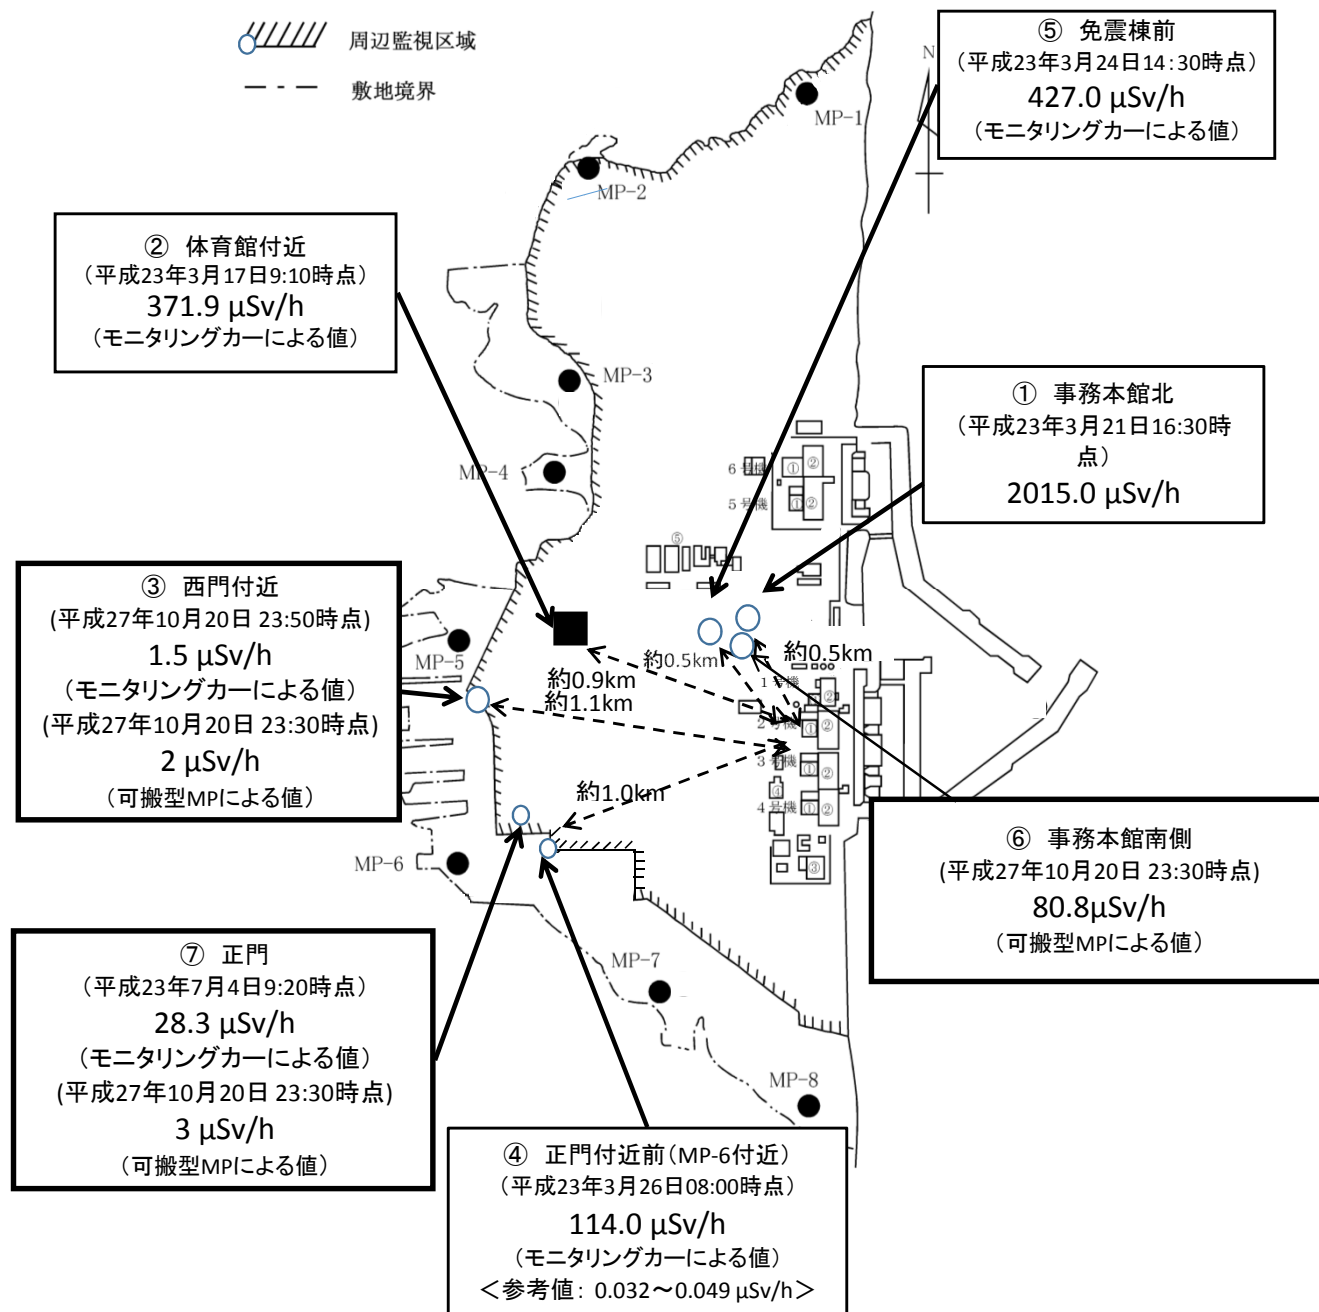 周辺監視区域
敷地境界
⑤ 免震棟前
(平成23年3月24日14:30時点)
427.0 μSv/h
(モニタリングカーによる値)
N
MP-1
MP-2
② 体育館付近
(平成23年3月17日9:10時点)
371.9 μSv/h
(モニタリングカーによる値)
MP-3
① 事務本館北
(平成23年3月21日16:30時
点)
2015.0 μSv/h
MP-4
6号機
①
②
5号機
①
②
⑤
③ 西門付近
(平成27年10月20日 23:50時点)
1.5 μSv/h
(モニタリングカーによる値)
(平成27年10月20日 23:30時点)
2 μSv/h
(可搬型MPによる値)
MP-5
約0.5km
約0.5km
約0.9km
約1.1km
1号機
②
2号機
①
②
3号機
①
②
④
4号機
①
②
③
約1.0km
MP-6
⑥ 事務本館南側
(平成27年10月20日 23:30時点)
80.8μSv/h
(可搬型MPによる値)
⑦ 正門
(平成23年7月4日9:20時点)
28.3 μSv/h
(モニタリングカーによる値)
(平成27年10月20日 23:30時点)
3 μSv/h
(可搬型MPによる値)
MP-7
MP-8
④ 正門付近前(MP-6付近)
(平成23年3月26日08:00時点)
114.0 μSv/h
(モニタリングカーによる値)
＜参考値: 0.032～0.049 μSv/h＞